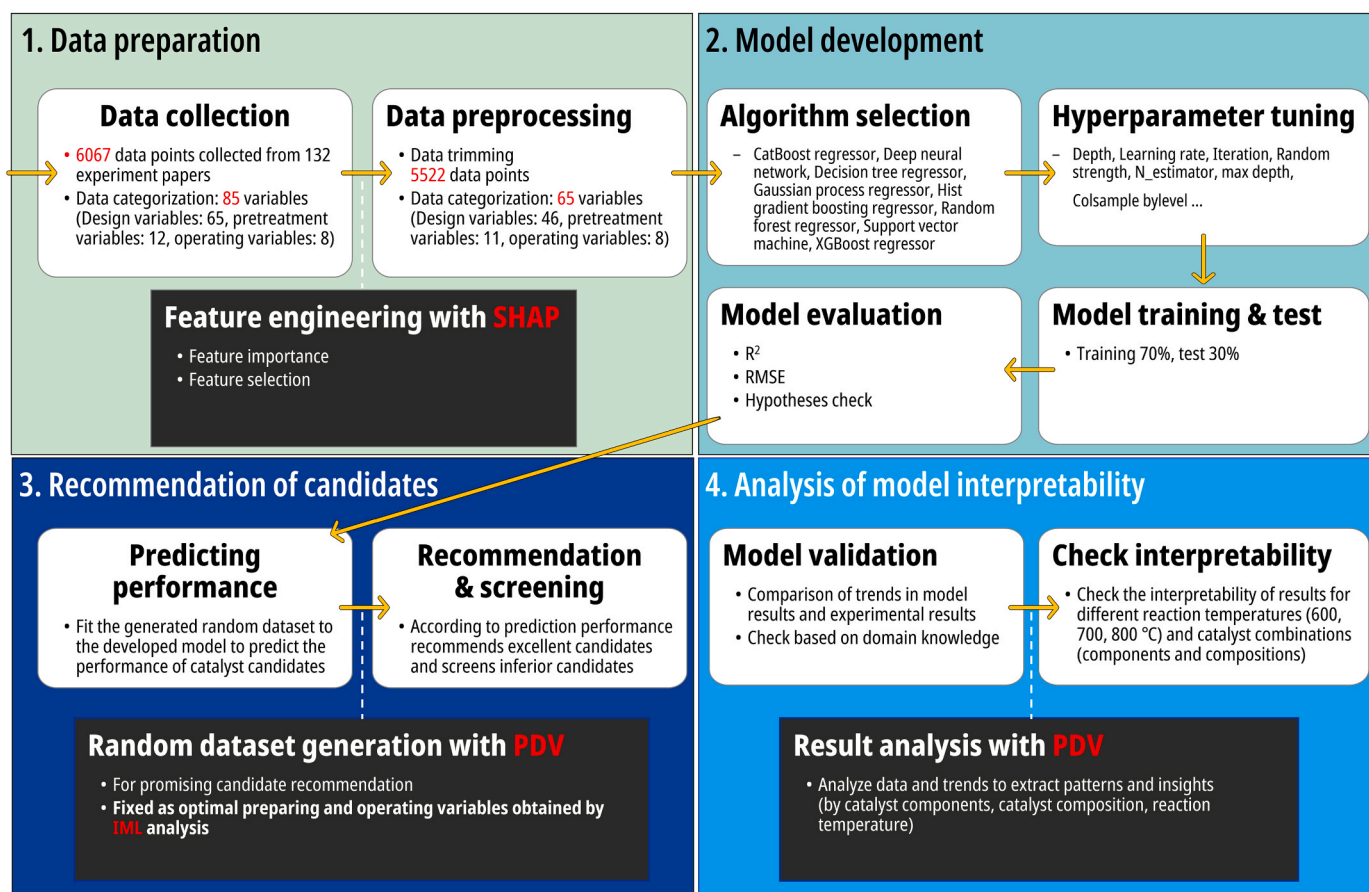 1. Data preparation
Data collection
• 6067 data points collected from 132
experiment papers
• Data categorization: 85 variables
(Design variables: 65, pretreatment
variables: 12, operating variables: 8)
Data preprocessing
• Data trimming
5522 data points
• Data categorization: 65 variables
(Design variables: 46, pretreatment
variables: 11, operating variables: 8)
Feature engineering with SHAP
• Feature importance
• Feature selection
2. Model development
Algorithm selection
– CatBoost regressor, Deep neural
network, Decision tree regressor,
Gaussian process regressor, Hist
gradient boosting regressor, Random
forest regressor, Support vector
machine, XGBoost regressor
Hyperparameter tuning
– Depth, Learning rate, Iteration, Random
strength, N_estimator, max depth,
Colsample bylevel ...
Model evaluation
• R²
• RMSE
• Hypotheses check
Model training & test
• Training 70%, test 30%
3. Recommendation of candidates
Predicting
performance
• Fit the generated random dataset to
the developed model to predict the
performance of catalyst candidates
Recommendation
& screening
• According to prediction performance
recommends excellent candidates
and screens inferior candidates
Random dataset generation with PDV
• For promising candidate recommendation
• Fixed as optimal preparing and operating variables obtained by
IML analysis
4. Analysis of model interpretability
Model validation
• Comparison of trends in model
results and experimental results
• Check based on domain knowledge
Check interpretability
• Check the interpretability of results for
different reaction temperatures (600,
700, 800 °C) and catalyst combinations
(components and compositions)
Result analysis with PDV
• Analyze data and trends to extract patterns and insights
(by catalyst components, catalyst composition, reaction
temperature)